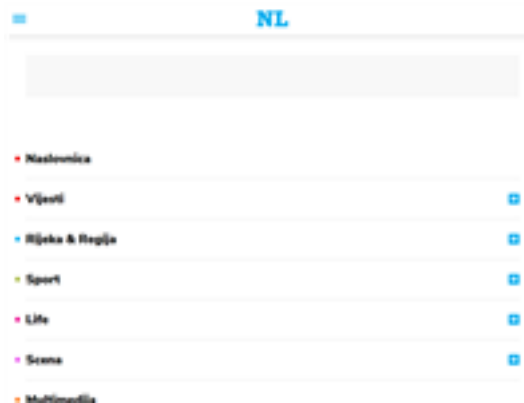 NL
Naslovnica
Vijesti
Rijeka & Regija
Sport
Life
Scena
Multimedija